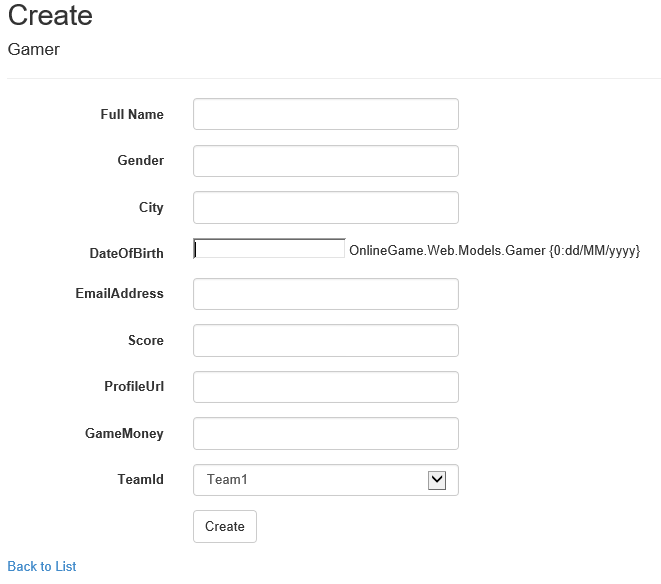 Create
Gamer
Full Name
Gender
City
DateOfBirth OnlineGame.Web.Models.Gamer {0:dd/MM/yyyy}
EmailAddress
Score
ProfileUrl
GameMoney
TeamId Team1
Create
Back to List